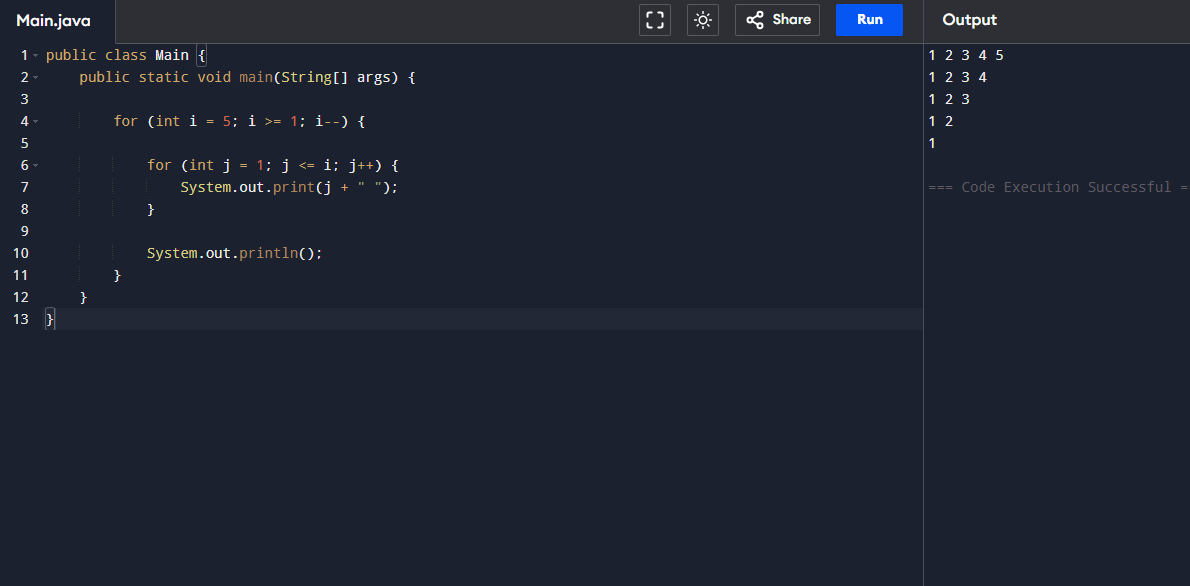 Main.java
Share
Run
Output
1 public class Main {
2 public static void main(String[] args) {
3
4 for (int i = 5; i >= 1; i--) {
5
6 for (int j = 1; j <= i; j++) {
7 System.out.print(j + " ");
8 }
9
10 System.out.println();
11 }
12 }
13 }
1 2 3 4 5
1 2 3 4
1 2 3
1 2
1
=== Code Execution Successful =